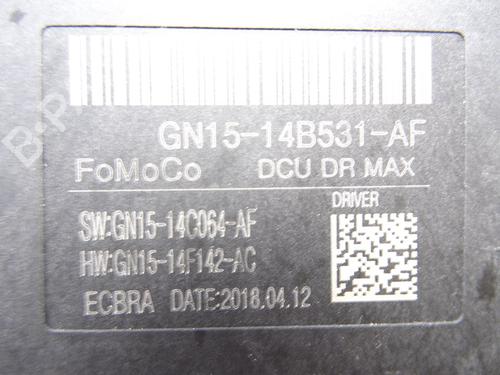 GN15-14B531-AF
FoMoCo DCU DR MAX
SW:GN15-14C064-AF DRIVER
HW:GN15-14F142-AC
ECBRA DATE:2018.04.12